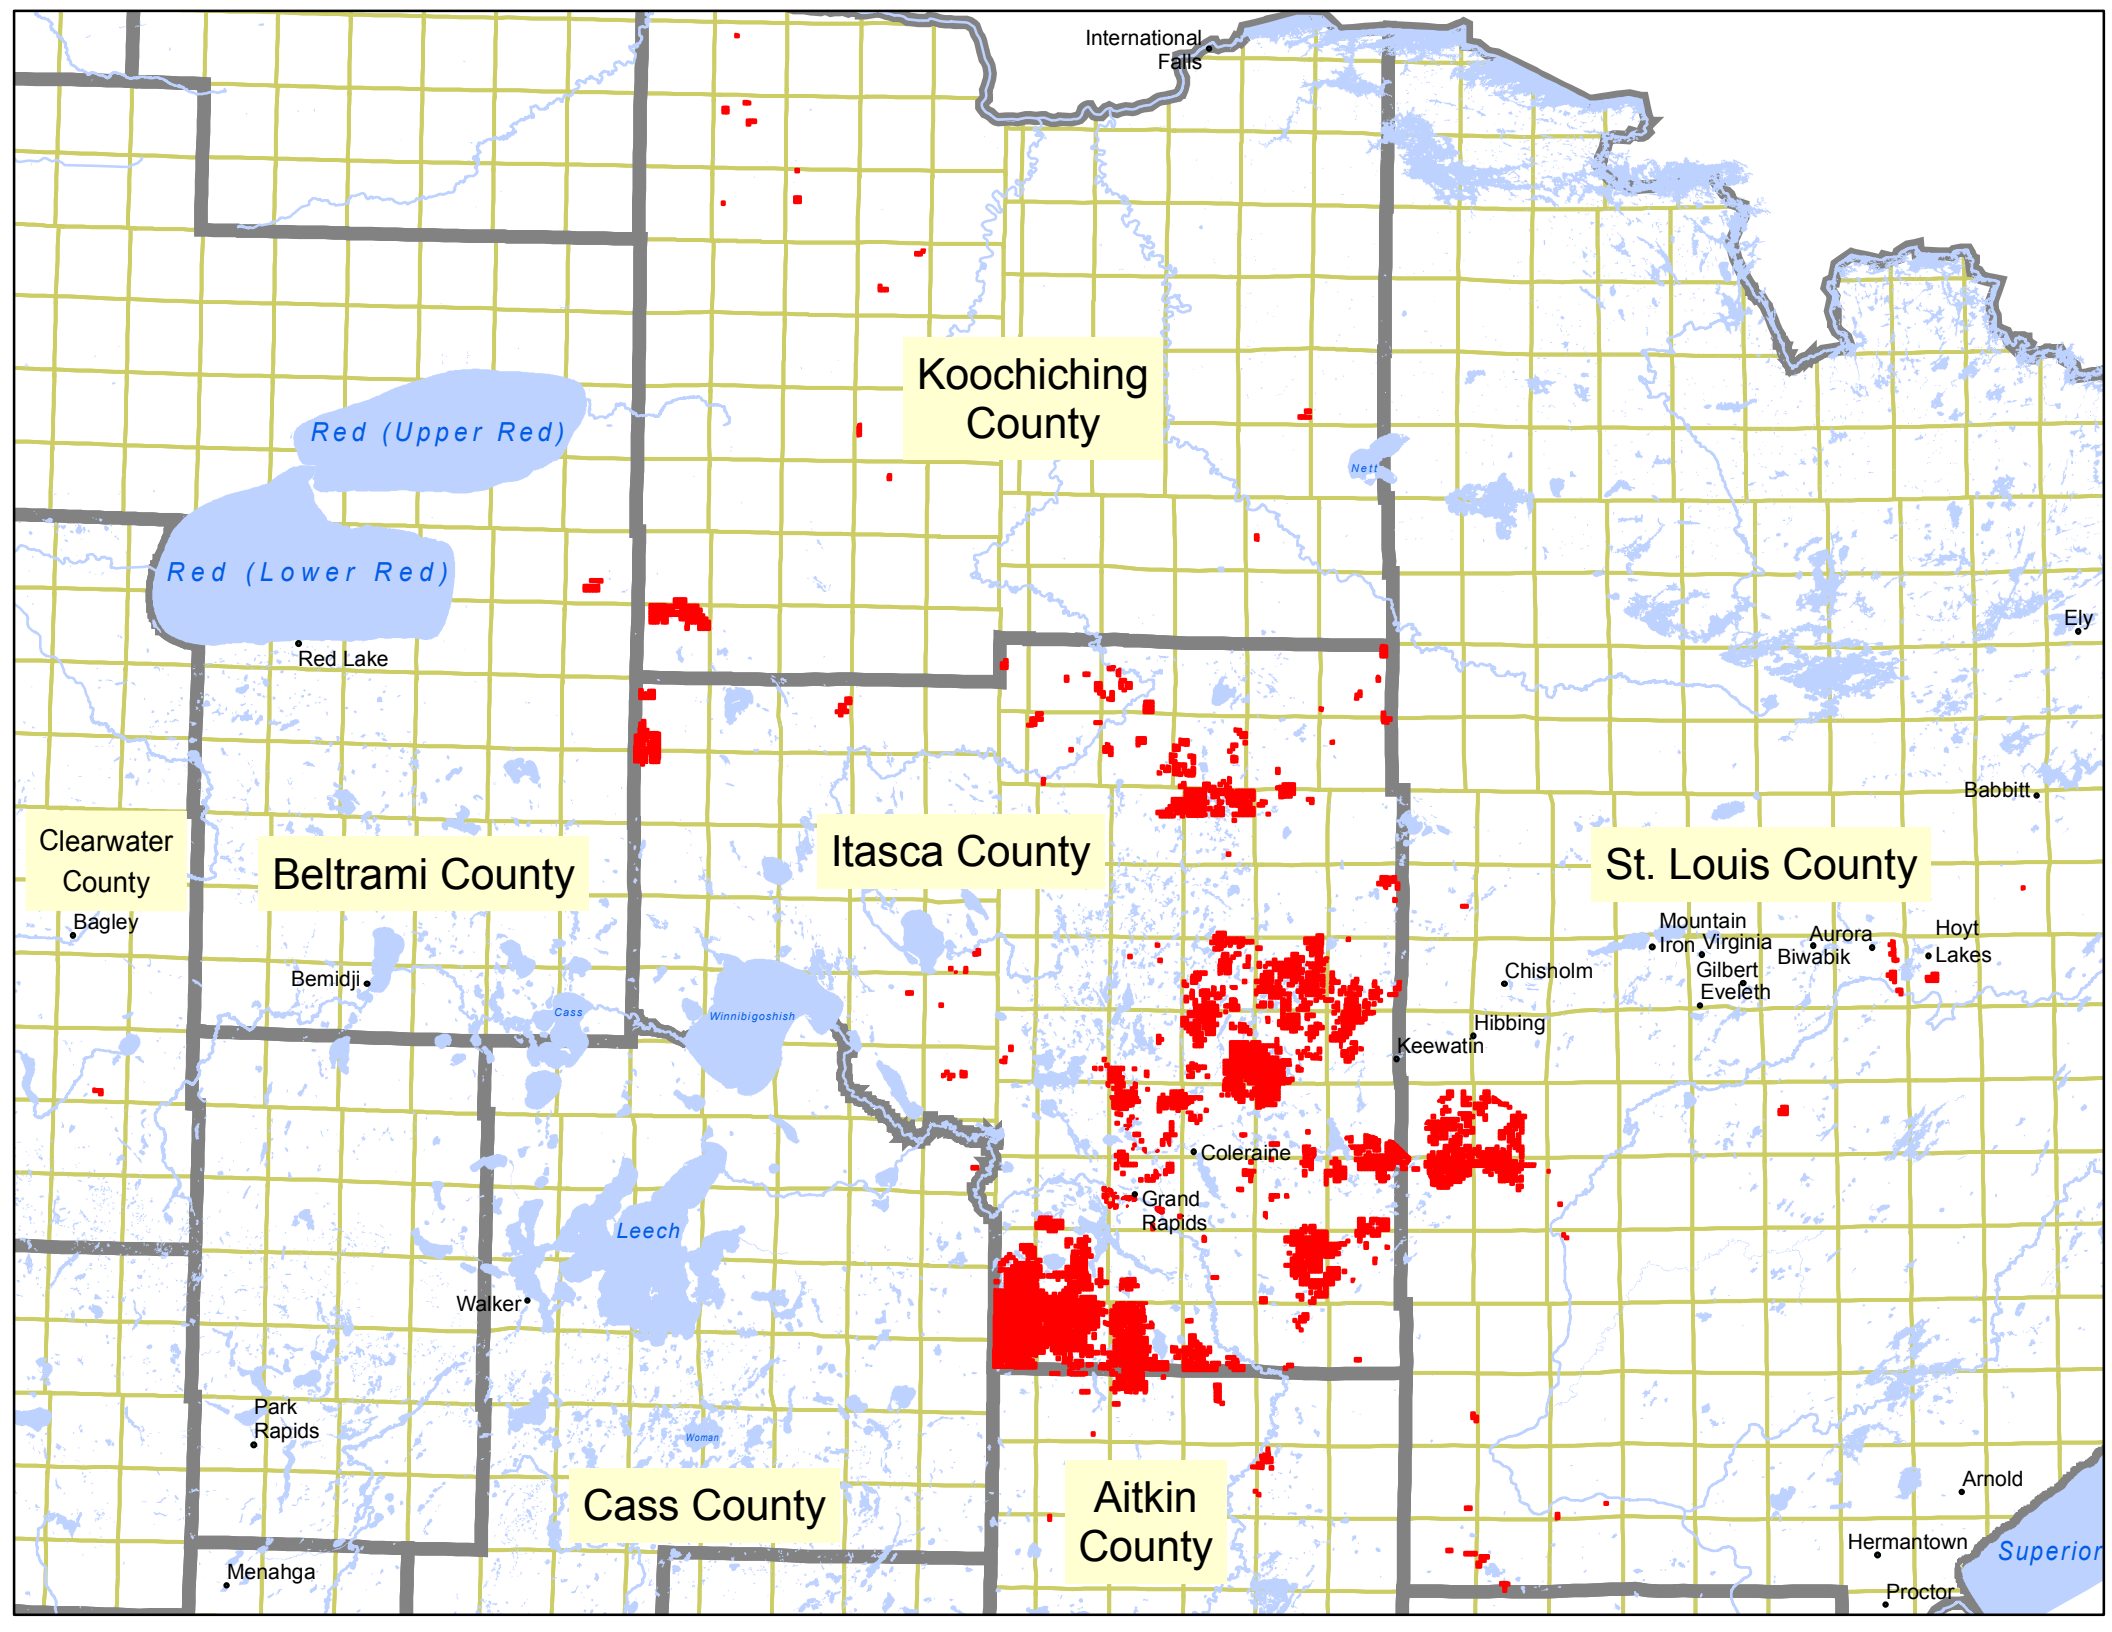 International
Falls
Koochiching
County
Red (Upper Red)
Nett
Red (Lower Red)
Ely
Red Lake
Babbitt
Clearwater
County
Beltrami County
Itasca County
St. Louis County
Bagley
Mountain
Iron
Virginia
Aurora
Biwabik
Hoyt
Lakes
Bemidji
Chisholm
Gilbert
Eveleth
Cass
Winnibigoshish
Hibbing
Keewatin
Coleraine
Grand
Rapids
Leech
Walker
Park
Rapids
Woman
Cass County
Aitkin
County
Arnold
Hermantown
Superior
Menahga
Proctor